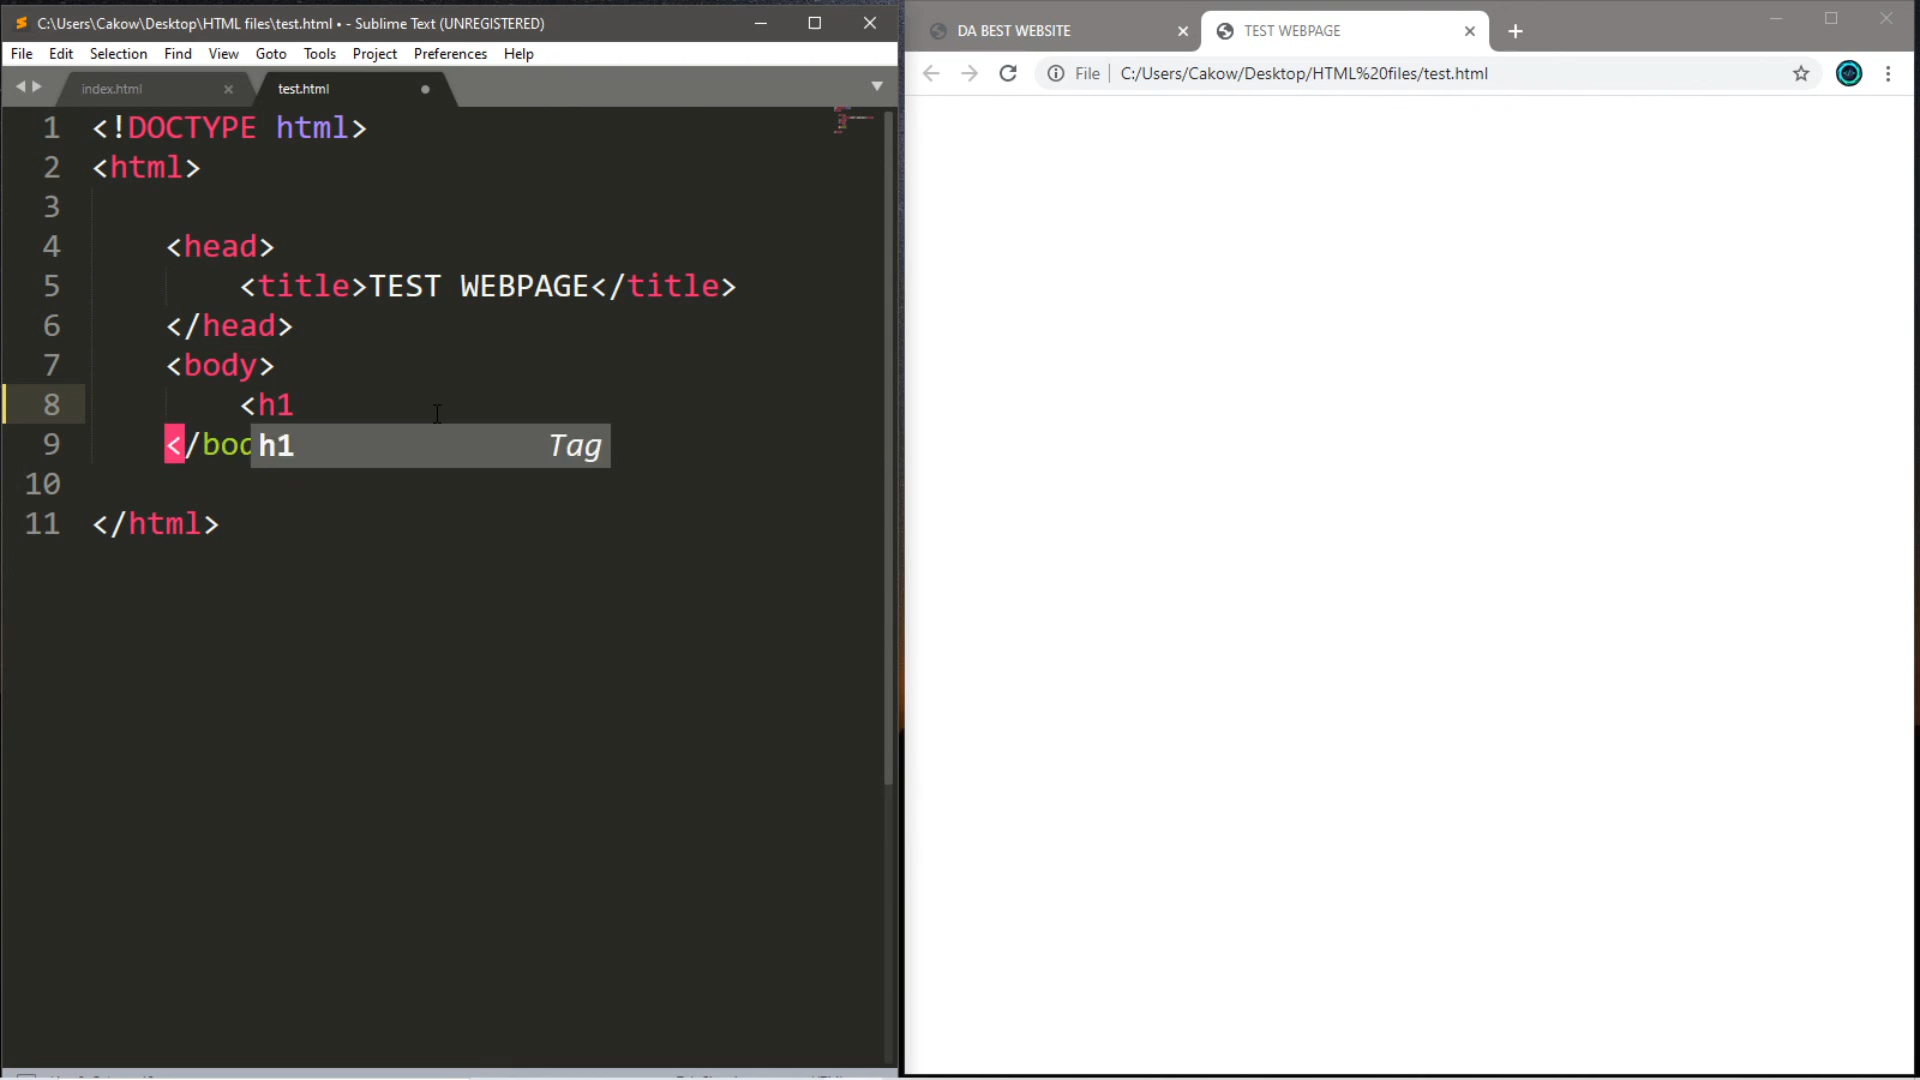 C:\Users\Cakow\Desktop\HTML files\test.html • - Sublime Text (UNREGISTERED)
File Edit Selection Find View Goto Tools Project Preferences Help
index.html test.html
1 <!DOCTYPE html>
2 <html>
3
4 <head>
5 <title>TEST WEBPAGE</title>
6 </head>
7 <body>
8 <h1
9 </bod
h1 Tag
10
11 </html>
DA BEST WEBSITE TEST WEBPAGE
File C:/Users/Cakow/Desktop/HTML%20files/test.html